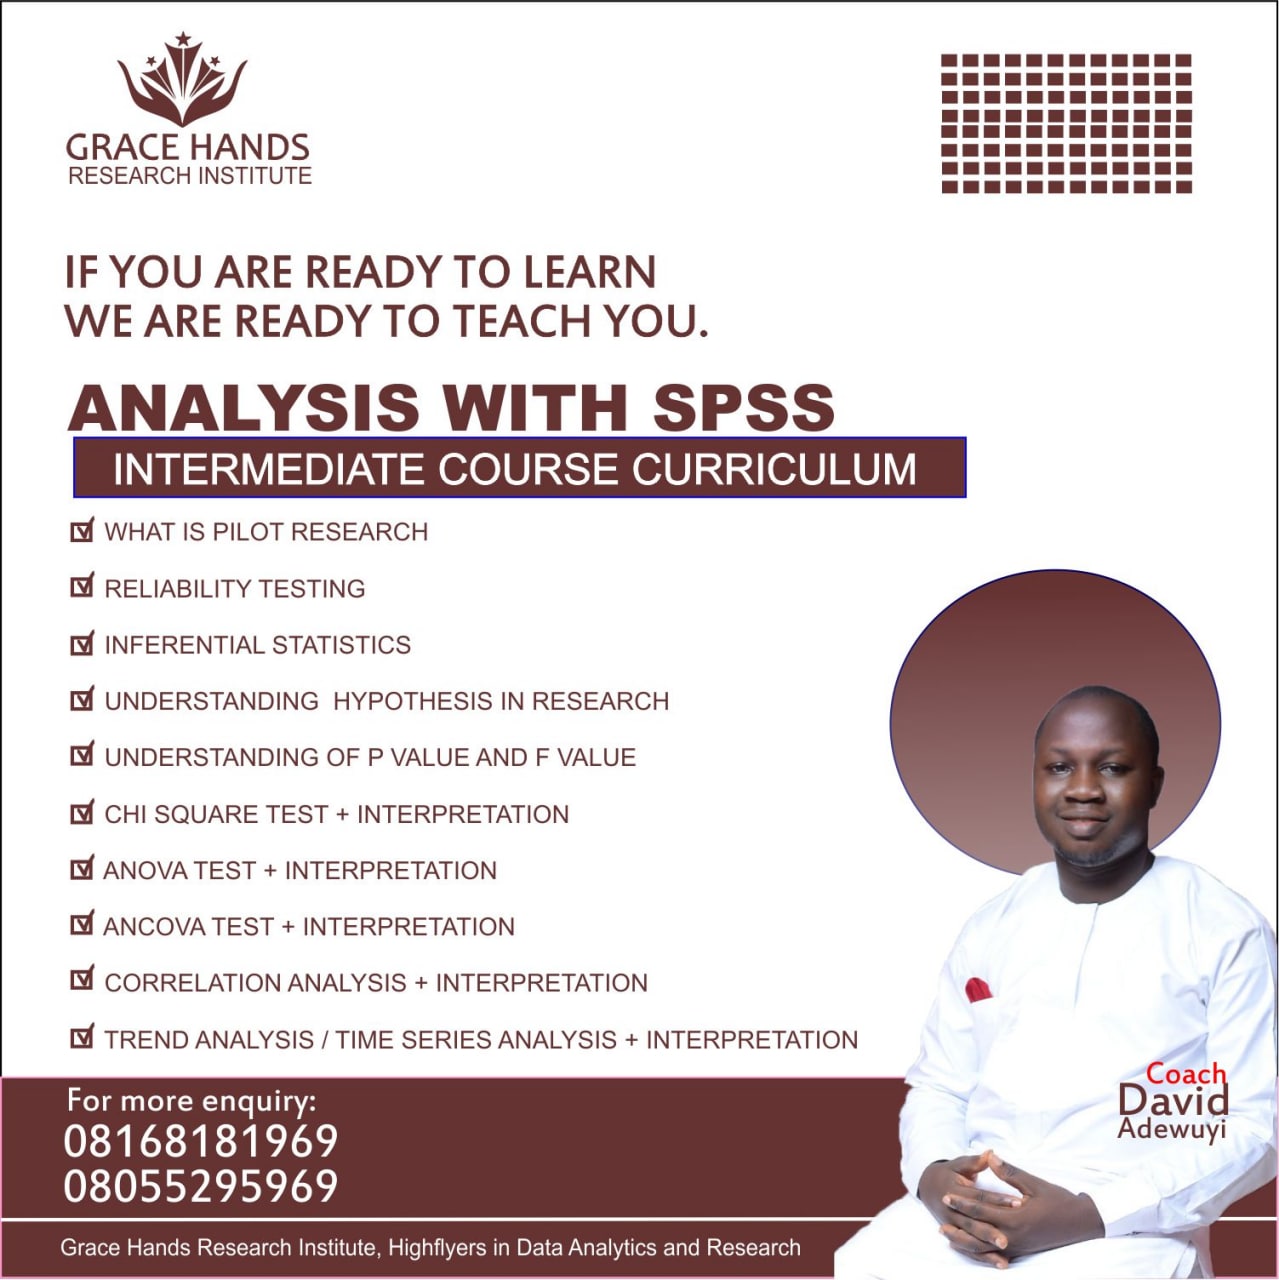 GRACE HANDS
RESEARCH INSTITUTE
IF YOU ARE READY TO LEARN
WE ARE READY TO TEACH YOU.
ANALYSIS WITH SPSS
INTERMEDIATE COURSE CURRICULUM
WHAT IS PILOT RESEARCH
RELIABILITY TESTING
INFERENTIAL STATISTICS
UNDERSTANDING HYPOTHESIS IN RESEARCH
UNDERSTANDING OF P VALUE AND F VALUE
CHI SQUARE TEST + INTERPRETATION
ANOVA TEST + INTERPRETATION
ANCOVA TEST + INTERPRETATION
CORRELATION ANALYSIS + INTERPRETATION
TREND ANALYSIS / TIME SERIES ANALYSIS + INTERPRETATION
Coach
David
Adewuyi
For more enquiry:
08168181969
08055295969
Grace Hands Research Institute, Highflyers in Data Analytics and Research